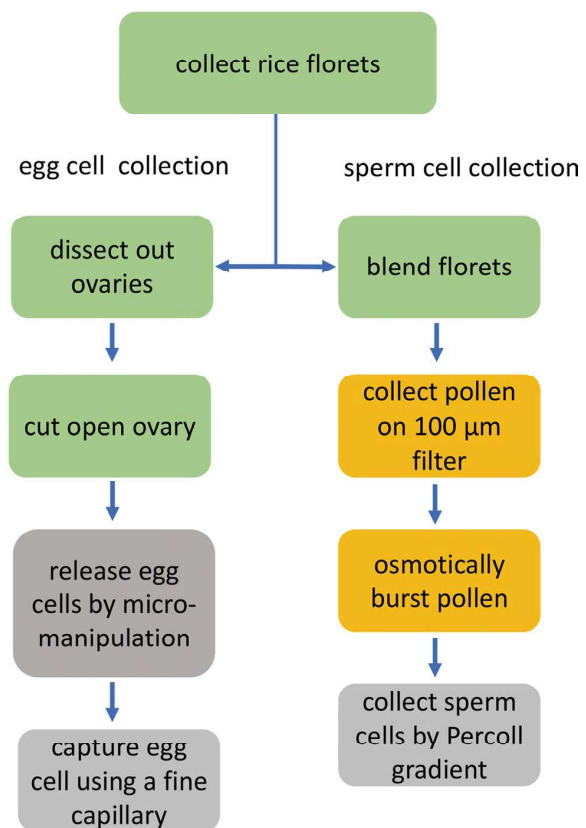 collect rice florets
egg cell collection
sperm cell collection
dissect out
ovaries
blend florets
cut open ovary
collect pollen
on 100 µm
filter
release egg
cells by micro-
manipulation
osmotically
burst pollen
capture egg
cell using a fine
capillary
collect sperm
cells by Percoll
gradient